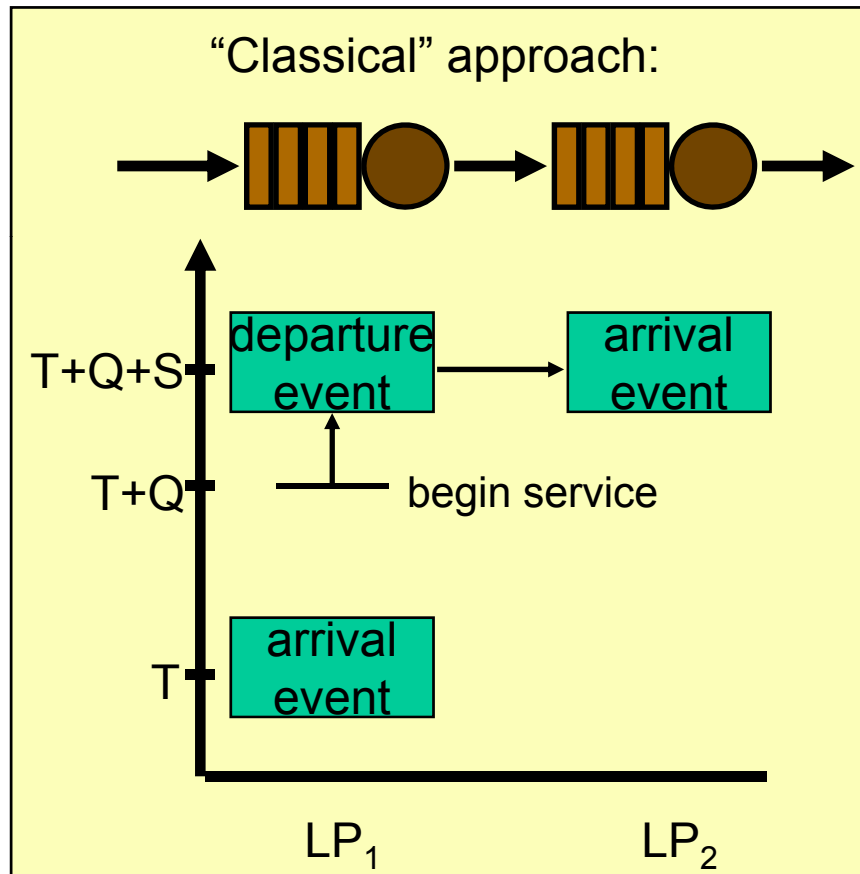 “Classical” approach:
T+Q+S
departure
event
arrival
event
T+Q
begin service
T
arrival
event
LP₁
LP₂